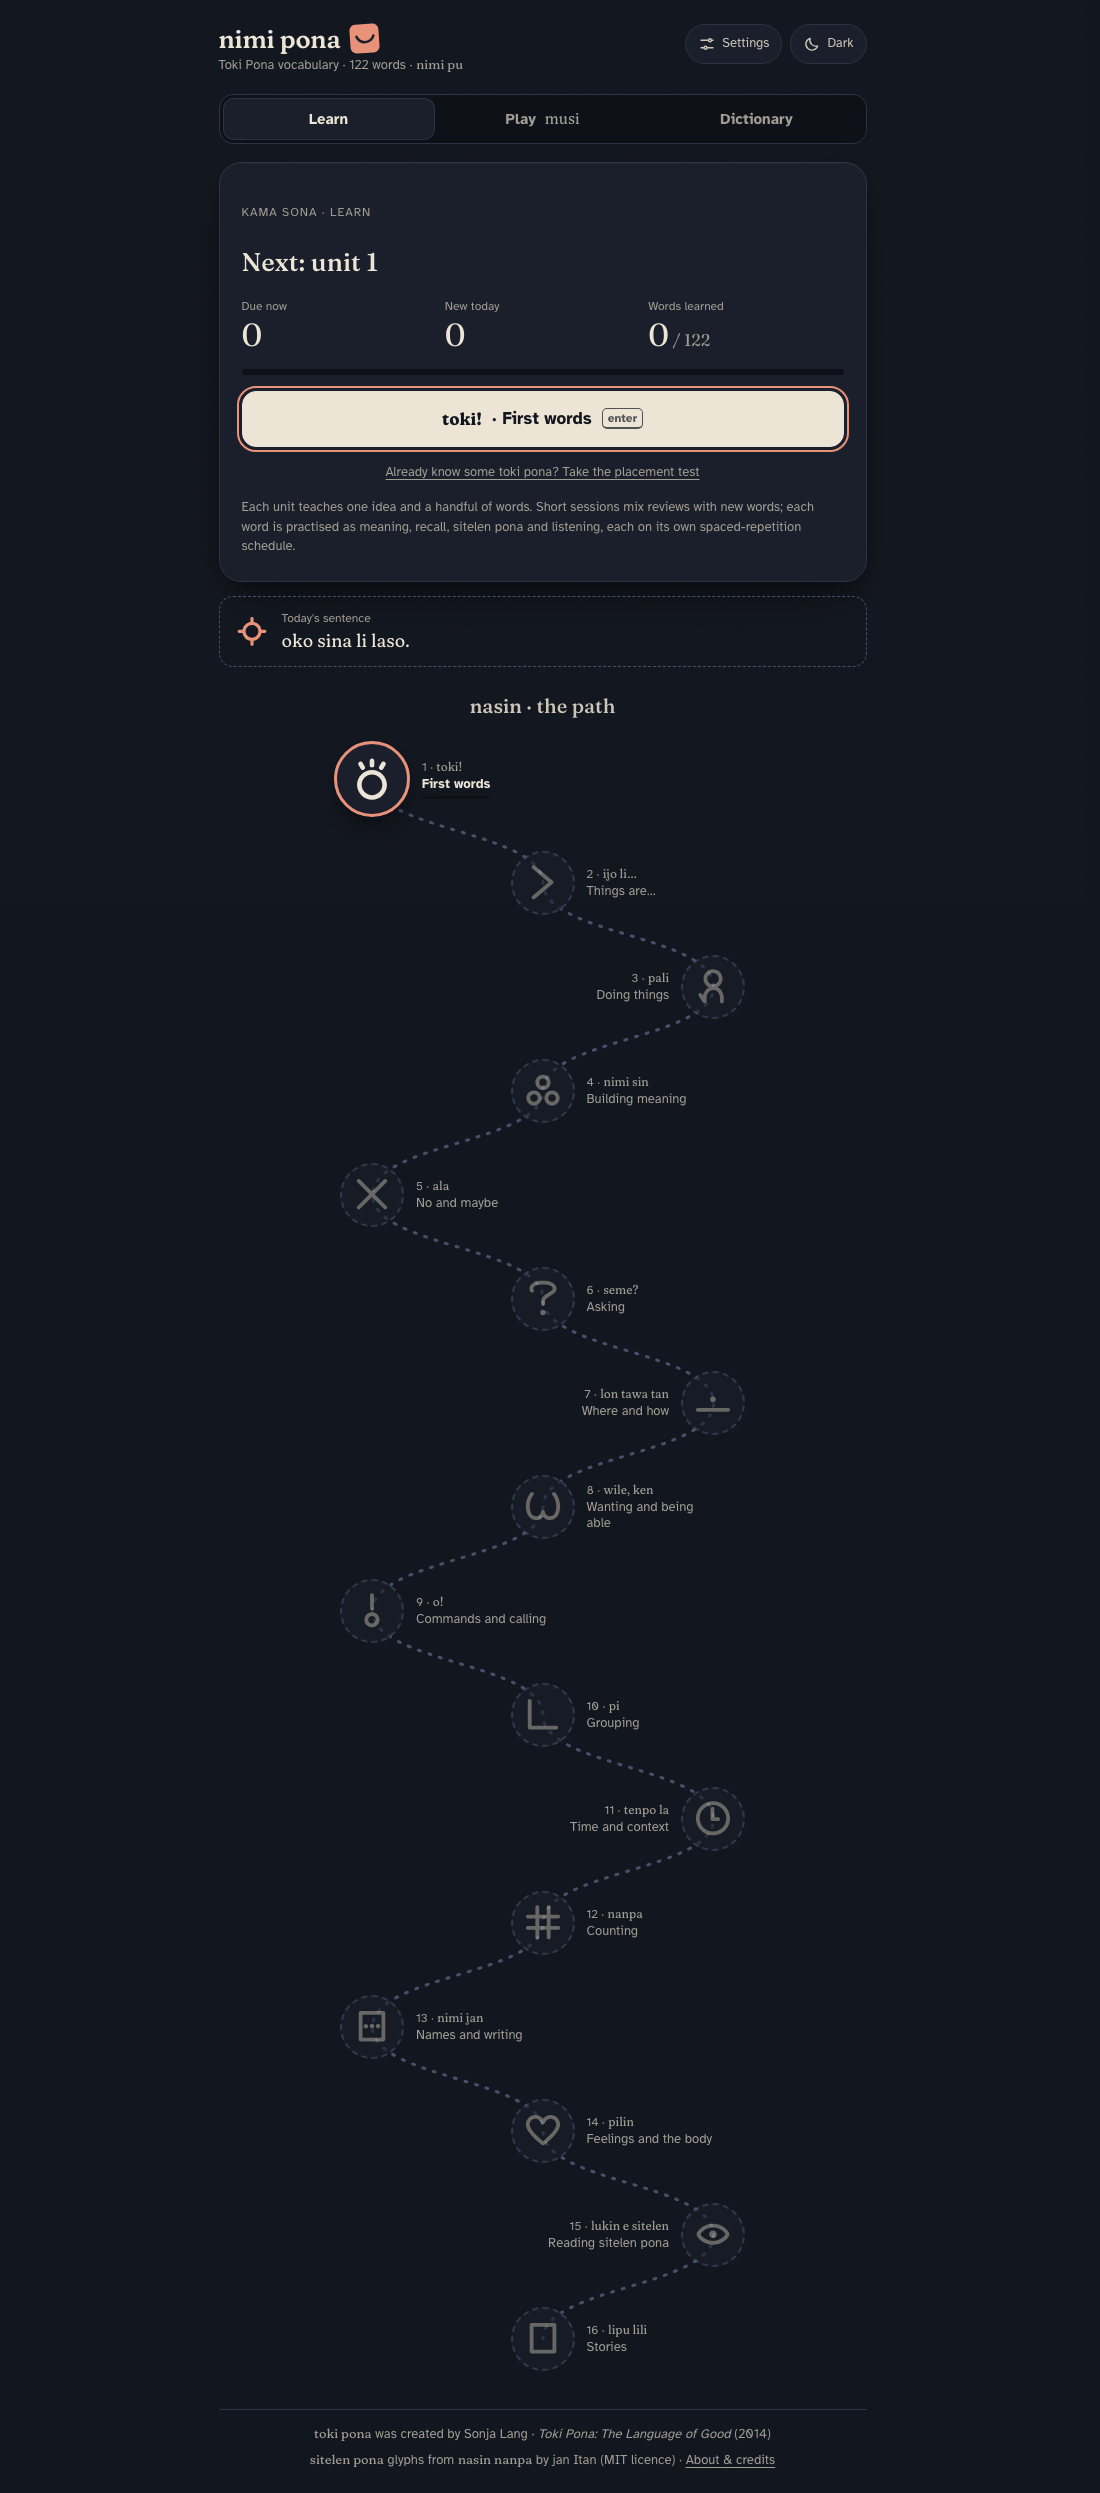 nimi pona
Toki Pona vocabulary · 122 words · nimi pu
Settings
Dark
Learn
Play musi
Dictionary
KAMA SONA · LEARN
Next: unit 1
Due now
0
New today
0
Words learned
0 / 122
toki! · First words enter
Already know some toki pona? Take the placement test
Each unit teaches one idea and a handful of words. Short sessions mix reviews with new words; each
word is practised as meaning, recall, sitelen pona and listening, each on its own spaced-repetition
schedule.
Today's sentence
oko sina li laso.
nasin · the path
1 · toki!
First words
2 · ijo li…
Things are…
3 · pali
Doing things
4 · nimi sin
Building meaning
5 · ala
No and maybe
6 · seme?
Asking
7 · lon tawa tan
Where and how
8 · wile, ken
Wanting and being
able
9 · o!
Commands and calling
10 · pi
Grouping
11 · tenpo la
Time and context
12 · nanpa
Counting
13 · nimi jan
Names and writing
14 · pilin
Feelings and the body
15 · lukin e sitelen
Reading sitelen pona
16 · lipu lili
Stories
toki pona was created by Sonja Lang · Toki Pona: The Language of Good (2014)
sitelen pona glyphs from nasin nanpa by jan Itan (MIT licence) · About & credits